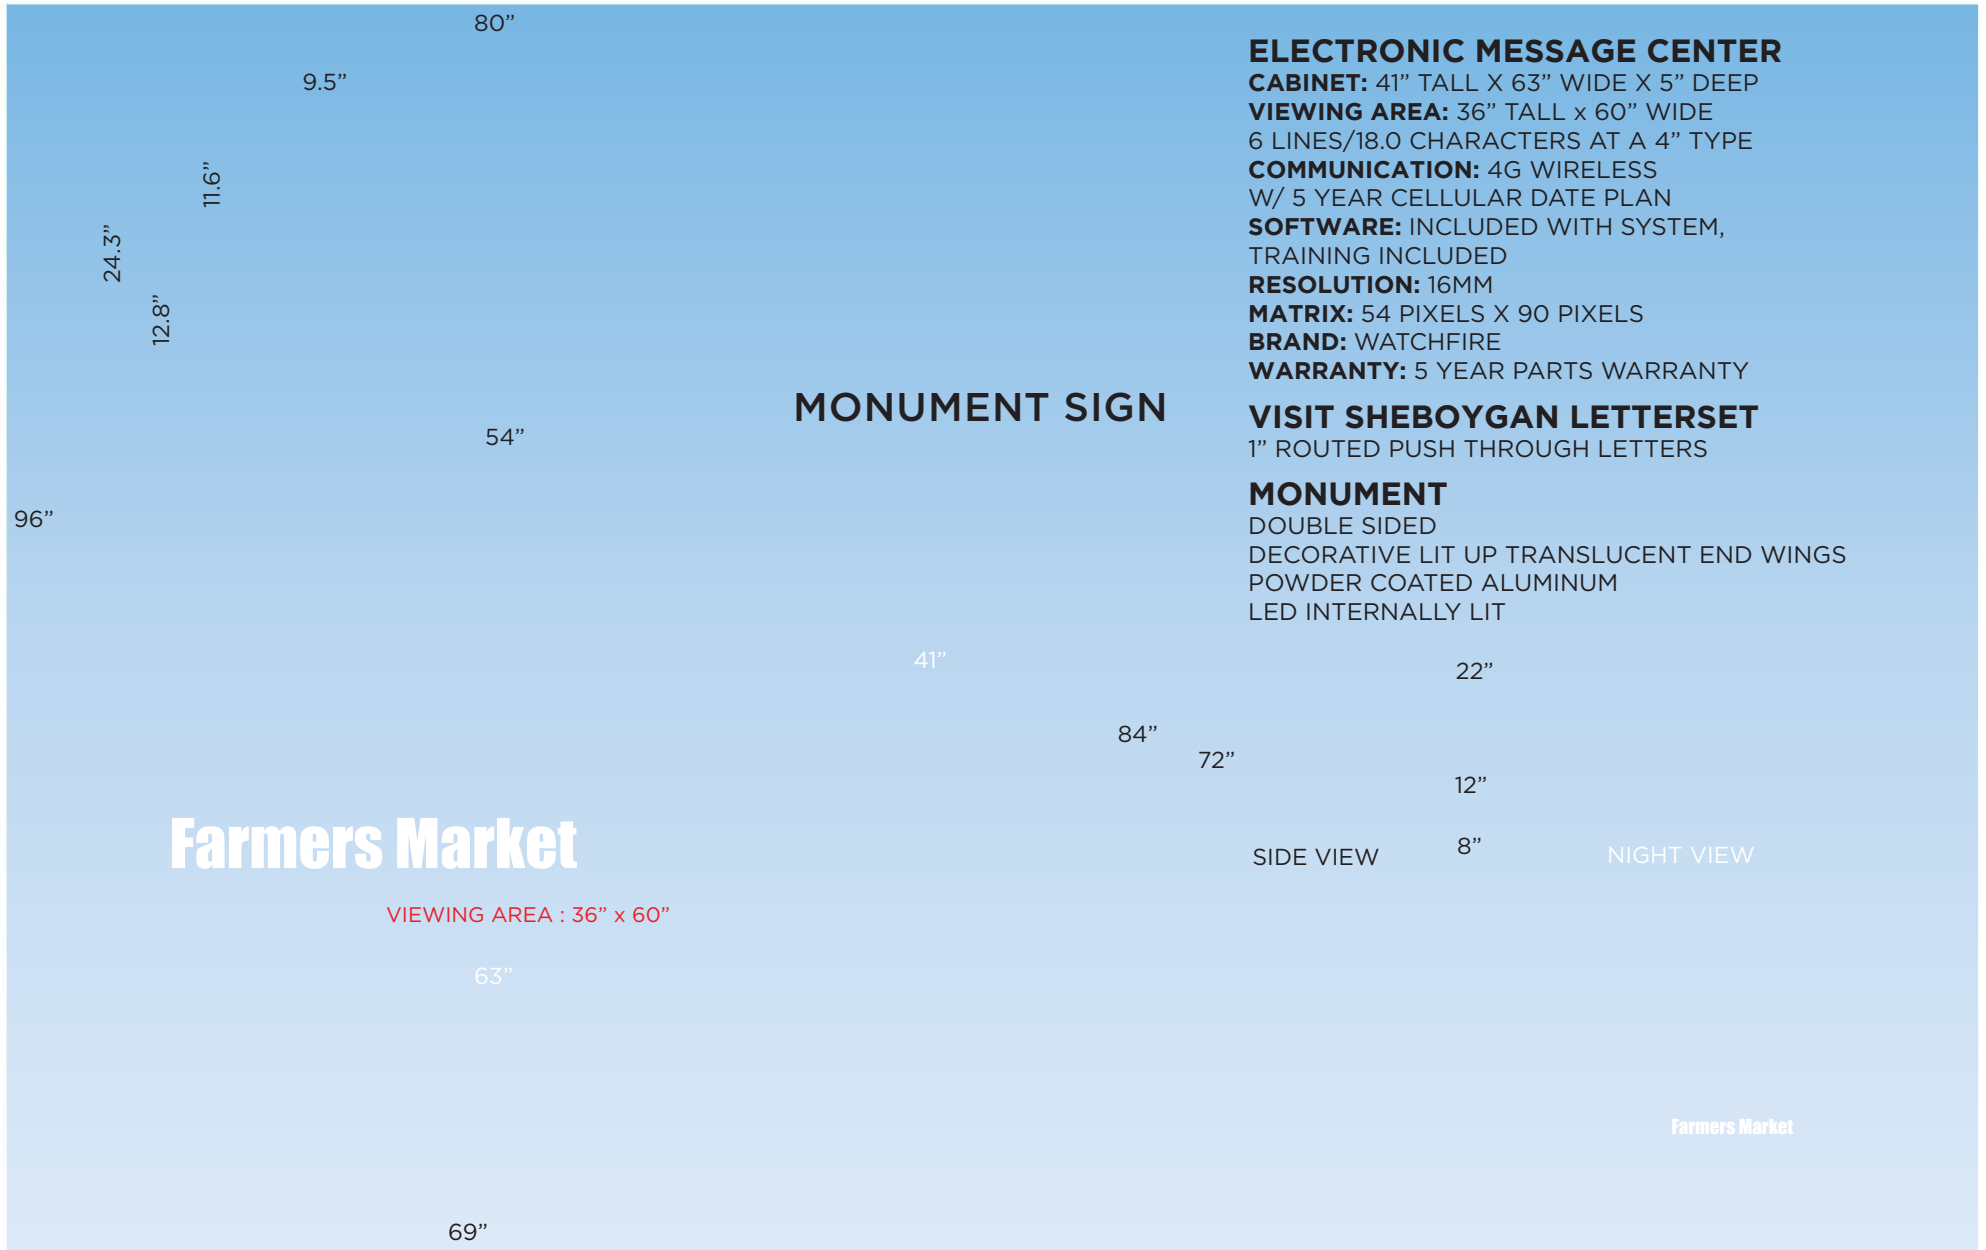 80”
9.5”
11.6”
24.3”
12.8”
54”
96”
MONUMENT SIGN
ELECTRONIC MESSAGE CENTER
CABINET: 41” TALL X 63” WIDE X 5” DEEP
VIEWING AREA: 36” TALL x 60” WIDE
6 LINES/18.0 CHARACTERS AT A 4” TYPE
COMMUNICATION: 4G WIRELESS
W/ 5 YEAR CELLULAR DATE PLAN
SOFTWARE: INCLUDED WITH SYSTEM,
TRAINING INCLUDED
RESOLUTION: 16MM
MATRIX: 54 PIXELS X 90 PIXELS
BRAND: WATCHFIRE
WARRANTY: 5 YEAR PARTS WARRANTY
VISIT SHEBOYGAN LETTERSET
1” ROUTED PUSH THROUGH LETTERS
MONUMENT
DOUBLE SIDED
DECORATIVE LIT UP TRANSLUCENT END WINGS
POWDER COATED ALUMINUM
LED INTERNALLY LIT
41”
22”
84”
72”
12”
8”
SIDE VIEW
NIGHT VIEW
Farmers Market
VIEWING AREA : 36” x 60”
63”
Farmers Market
69”